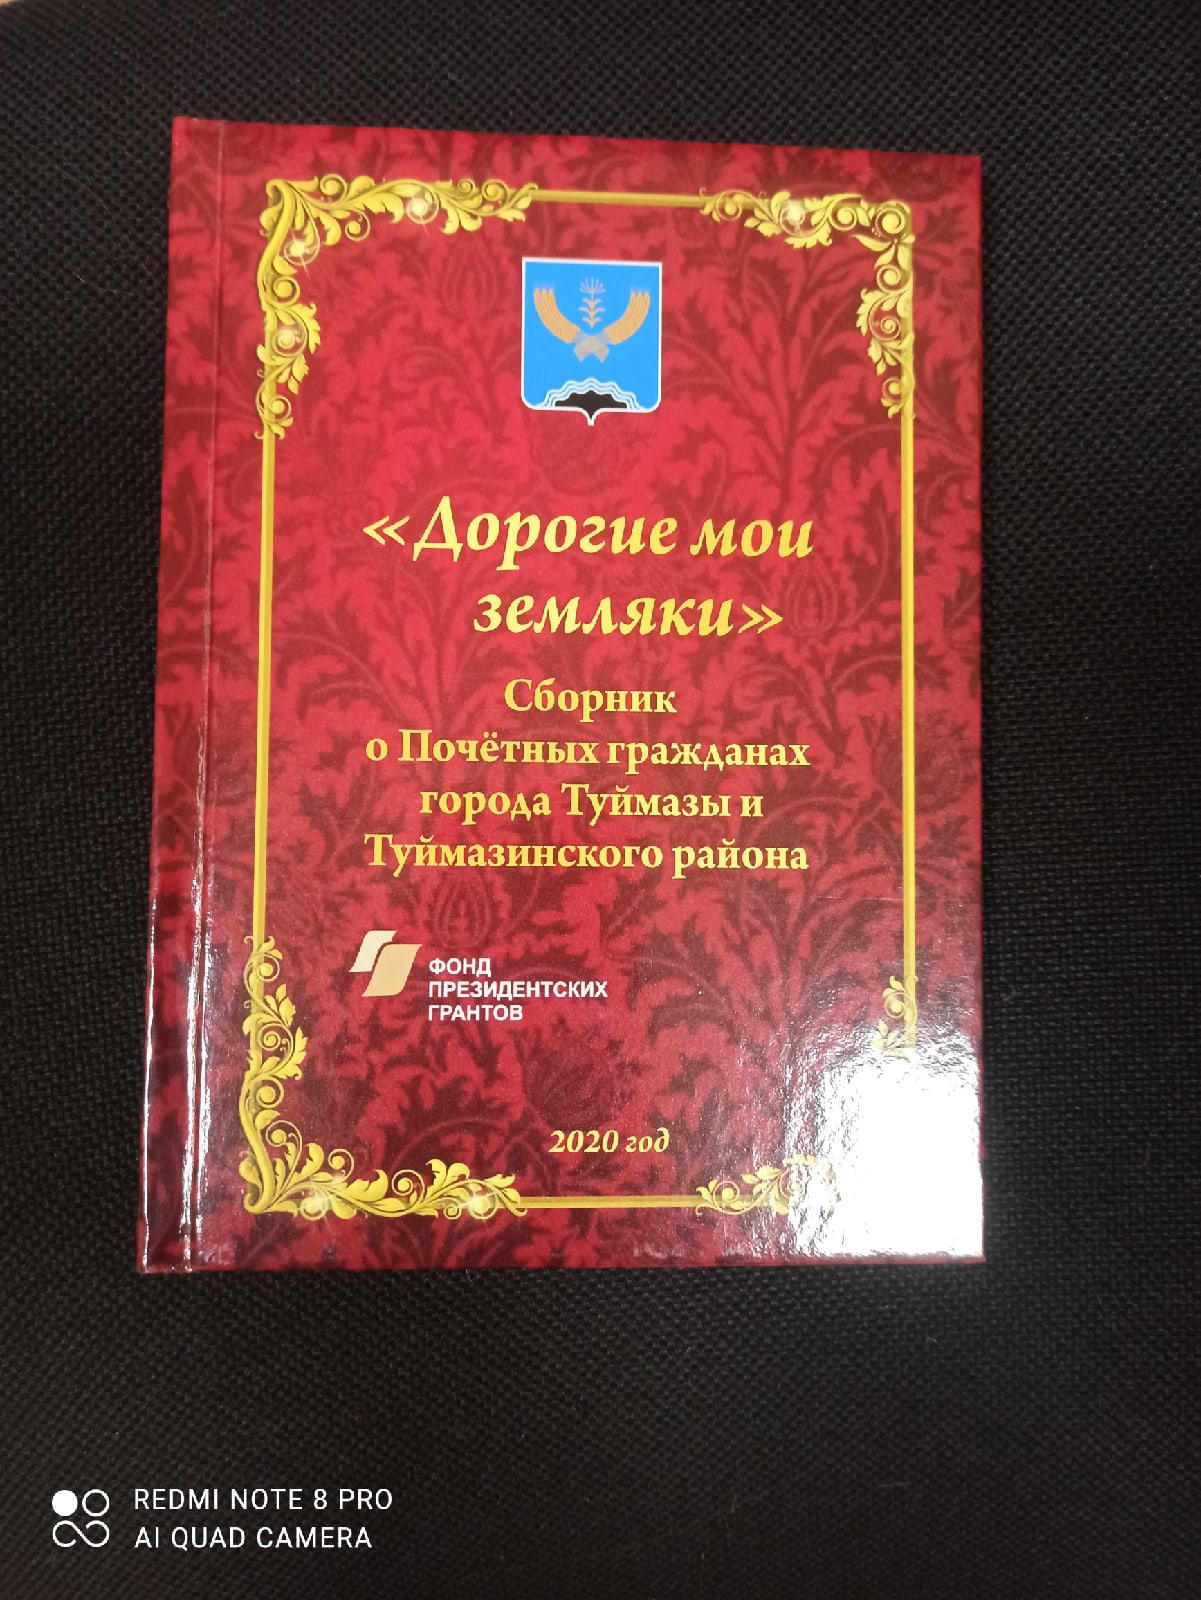 «Дорогие мои
земляки»
Сборник
о Почётных гражданах
города Туймазы и
Туймазинского района
ФОНД
ПРЕЗИДЕНТСКИХ
ГРАНТОВ
2020 год
REDMI NOTE 8 PRO
AI QUAD CAMERA